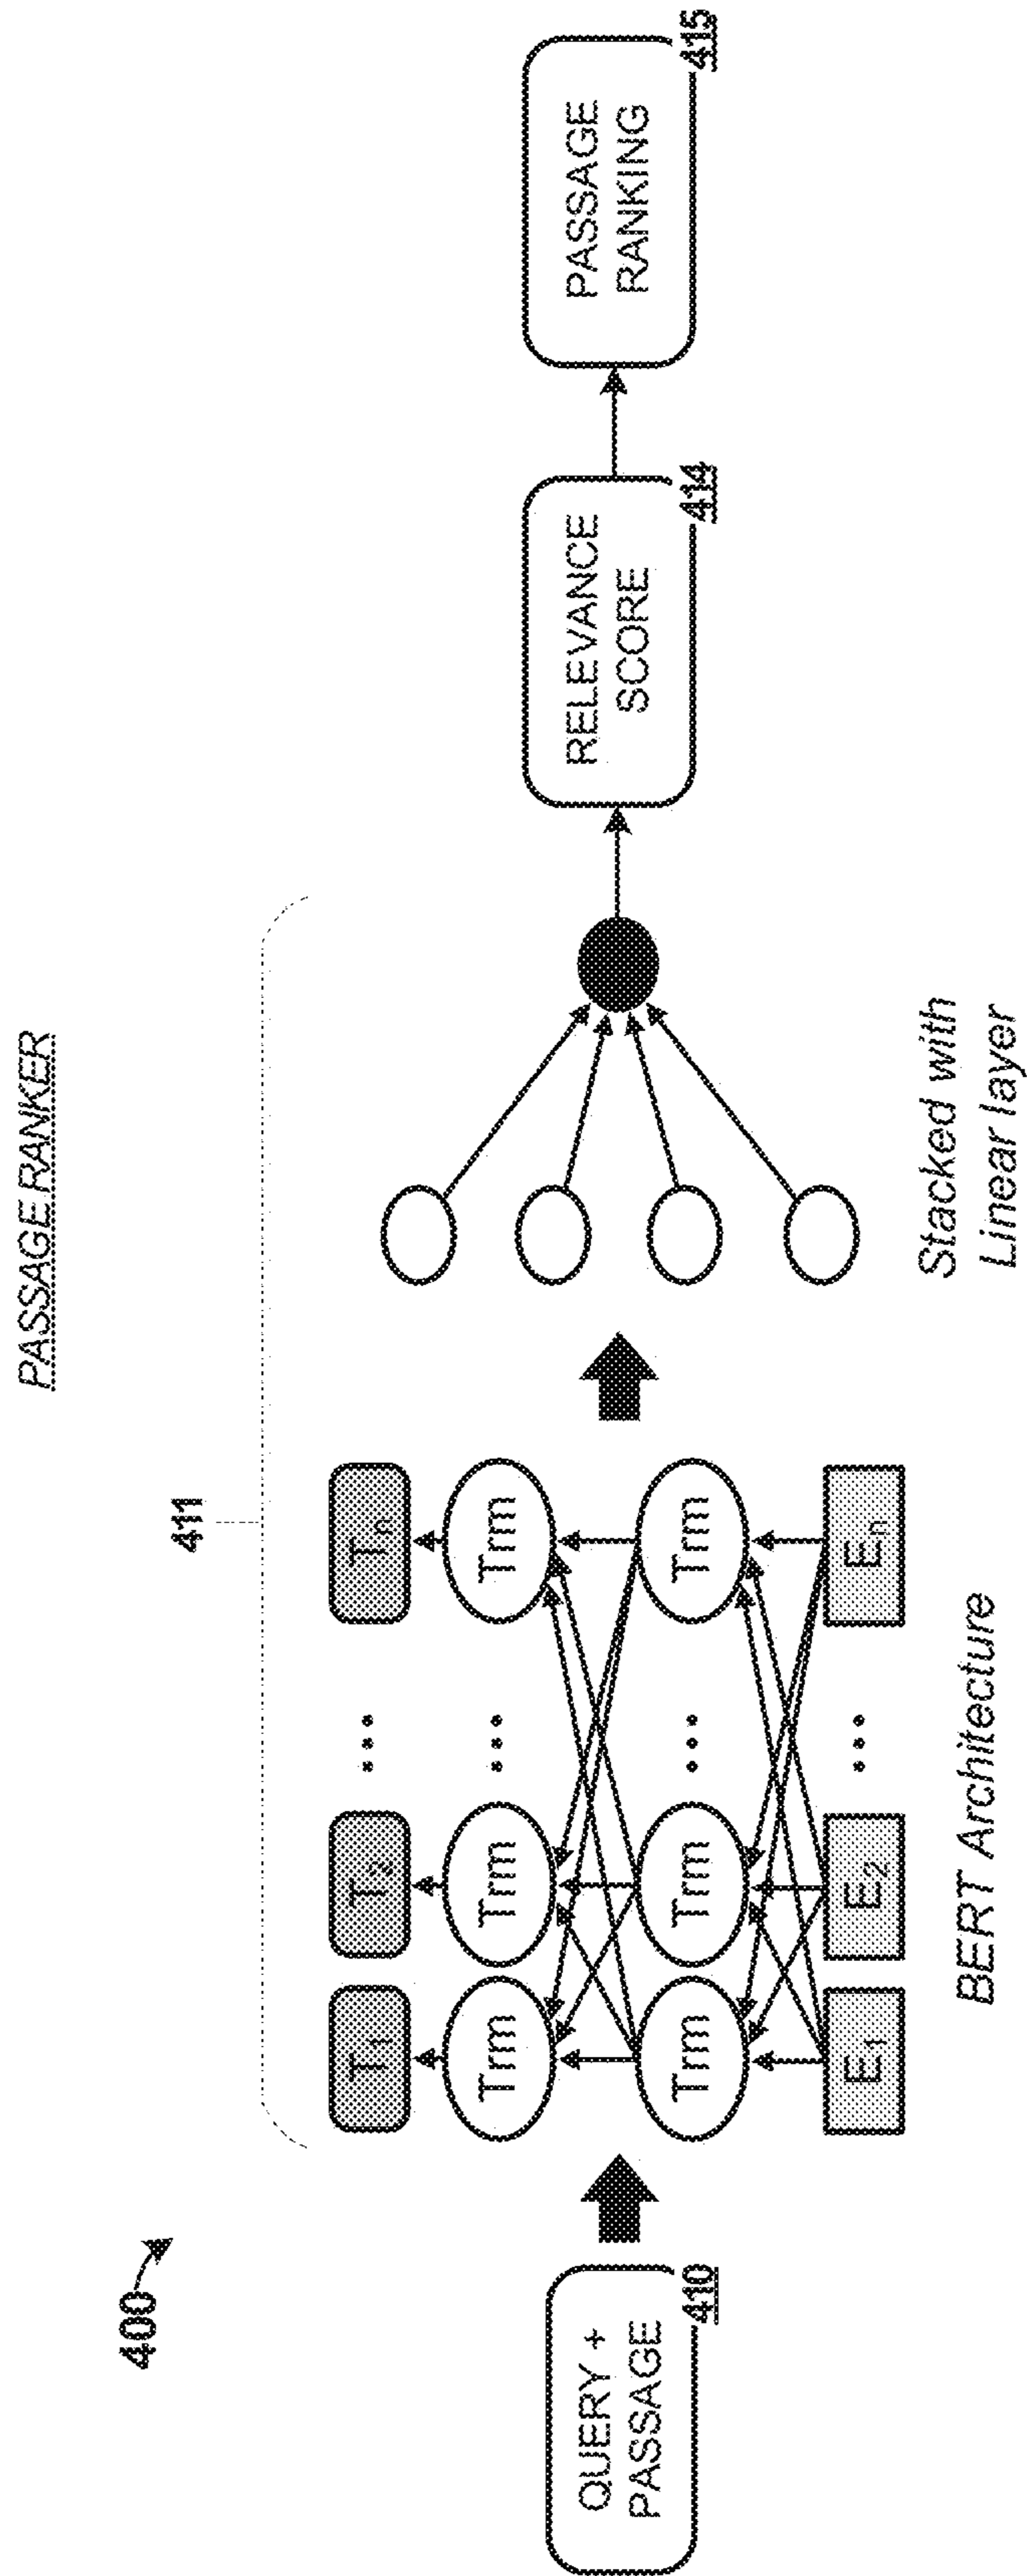 PASSAGE RANKER
400
411
QUERY +
PASSAGE
410
T1 T2 ... Tn
Trm Trm ... Trm
Trm Trm ... Trm
E1 E2 ... En
BERT Architecture
Stacked with
Linear layer
RELEVANCE
SCORE
414
PASSAGE
RANKING
415